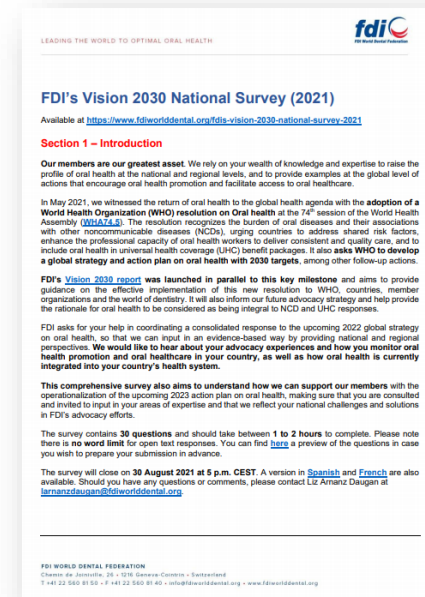 LEADING THE WORLD TO OPTIMAL ORAL HEALTH
fdi
FDI World Dental Federation
FDI's Vision 2030 National Survey (2021)
Available at https://www.fdiworlddental.org/fdis-vision-2030-national-survey-2021
Section 1 – Introduction
Our members are our greatest asset. We rely on your wealth of knowledge and expertise to raise the
profile of oral health at the national and regional levels, and to provide examples at the global level of
actions that encourage oral health promotion and facilitate access to oral healthcare.
In May 2021, we witnessed the return of oral health to the global health agenda with the adoption of a
World Health Organization (WHO) resolution on Oral health at the 74th session of the World Health
Assembly (WHA74.5). The resolution recognizes the burden of oral diseases and their associations
with other noncommunicable diseases (NCDs), urging countries to address shared risk factors,
enhance the professional capacity of oral health workers to deliver consistent and quality care, and to
include oral health in universal health coverage (UHC) benefit packages. It also asks WHO to develop
a global strategy and action plan on oral health with 2030 targets, among other follow-up actions.
FDI's Vision 2030 report was launched in parallel to this key milestone and aims to provide
guidance on the effective implementation of this new resolution to WHO, countries, member
organizations and the world of dentistry. It will also inform our future advocacy strategy and help provide
the rationale for oral health to be considered as being integral to NCD and UHC responses.
FDI asks for your help in coordinating a consolidated response to the upcoming 2022 global strategy
on oral health, so that we can input in an evidence-based way by providing national and regional
perspectives. We would like to hear about your advocacy experiences and how you monitor oral
health promotion and oral healthcare in your country, as well as how oral health is currently
integrated into your country's health system.
This comprehensive survey also aims to understand how we can support our members with the
operationalization of the upcoming 2023 action plan on oral health, making sure that you are consulted
and invited to input in your areas of expertise and that we reflect your national challenges and solutions
in FDI's advocacy efforts.
The survey contains 30 questions and should take between 1 to 2 hours to complete. Please note
there is no word limit for open text responses. You can find here a preview of the questions in case
you wish to prepare your submission in advance.
The survey will close on 30 August 2021 at 5 p.m. CEST. A version in Spanish and French are also
available. Should you have any questions or comments, please contact Liz Arnanz Daugan at
larnanzdaugan@fdiworlddental.org.
FDI WORLD DENTAL FEDERATION
Chemin de Joinville, 26 • 1216 Geneva-Cointrin • Switzerland
T +41 22 560 81 50 • F +41 22 560 81 40 • info@fdiworlddental.org • www.fdiworlddental.org